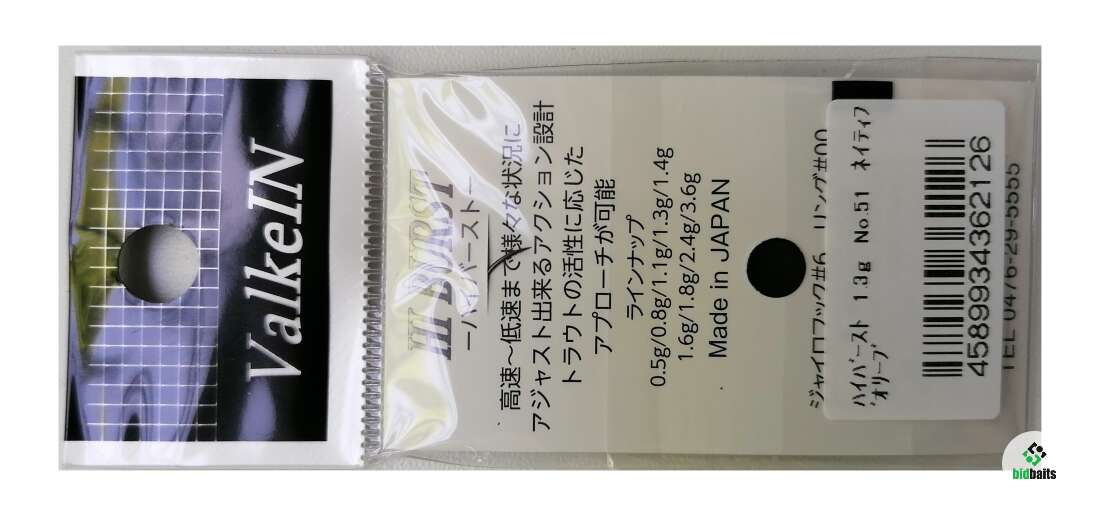 ValkeIN
HI BURST
ーハイバーストー
高速～低速まで様々な状況に
アジャスト出来るアクション設計
トラウトの活性に応じた
アプローチが可能
ラインナップ
0.5g/0.8g/1.1g/1.3g/1.4g
1.6g/1.8g/2.4g/3.6g
Made in JAPAN
ジャイロフック#6 リング#00
ﾊｲﾊﾞｰｽﾄ 1.3g No.51 ﾈｲﾃｨﾌ
ﾞｵﾘｰﾌﾞ
4589934362126
TEL 0476-29-5555
bidbaits